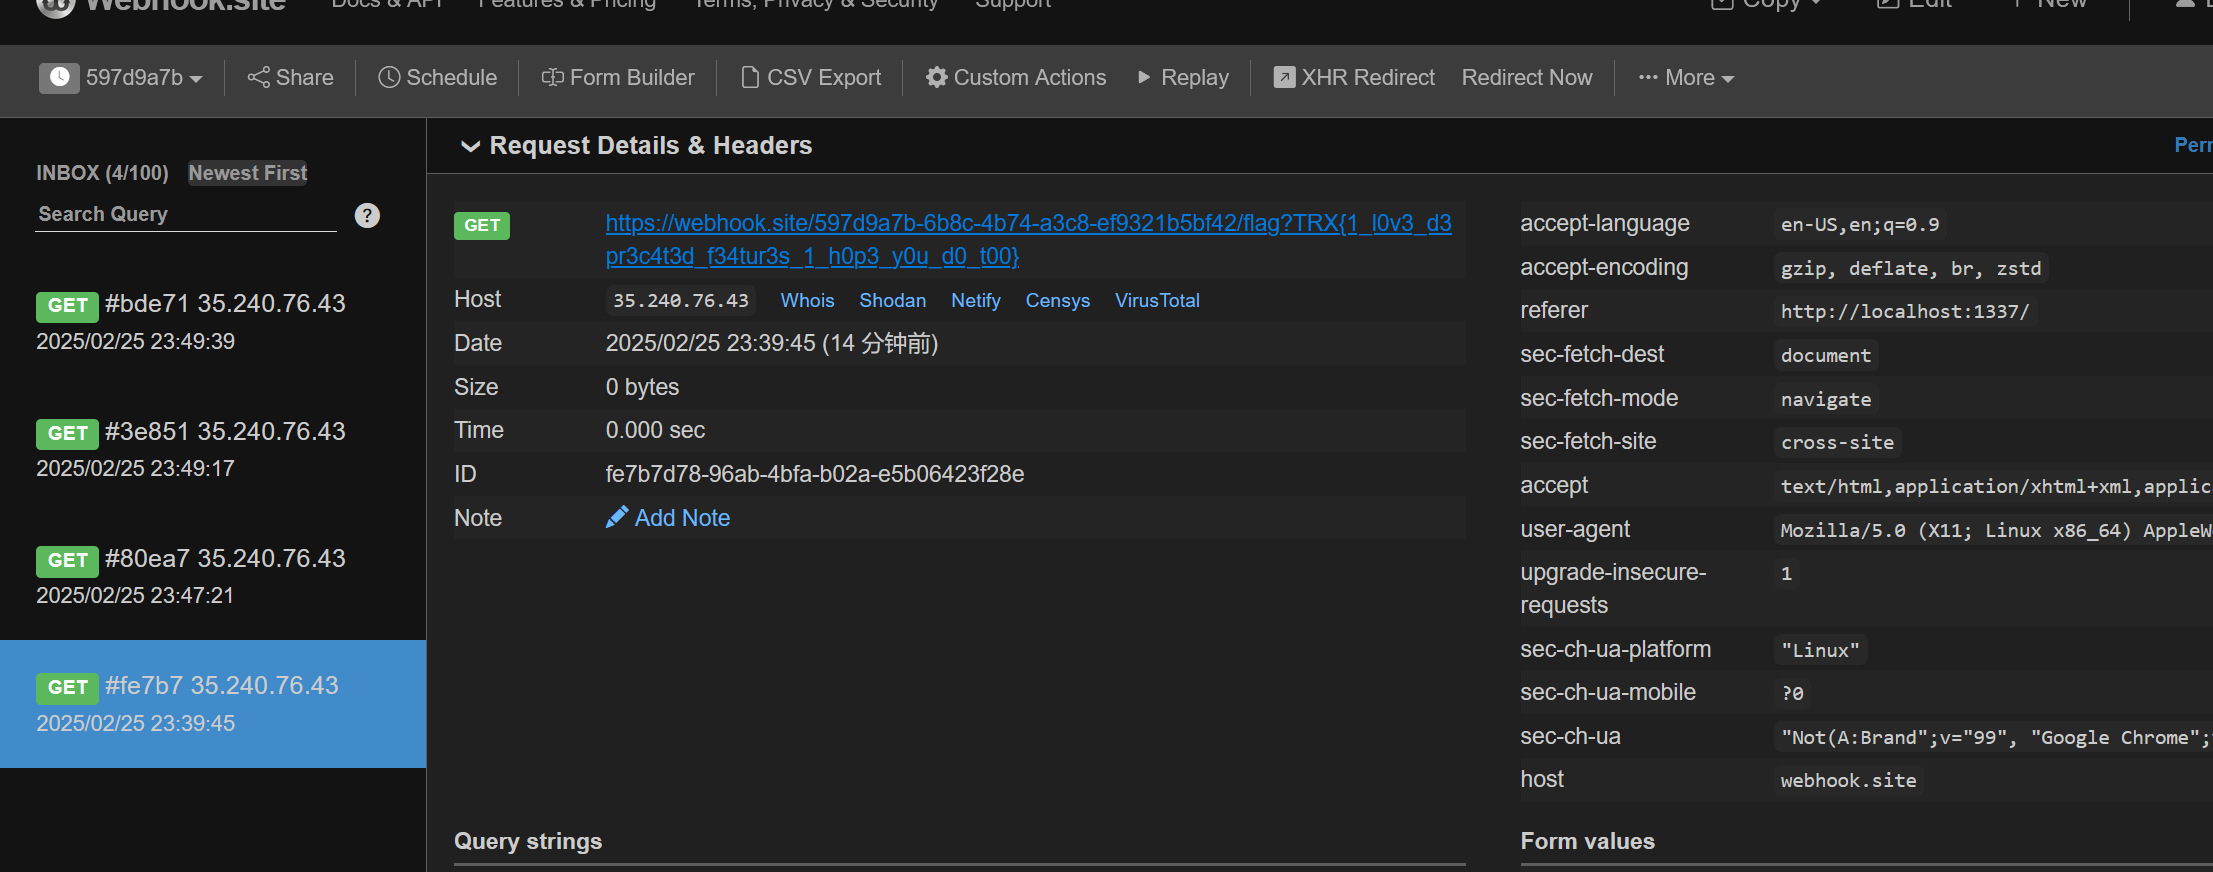 Webhook.site Docs & API Features & Pricing Terms, Privacy & Security Support Copy Edit + New
597d9a7b Share Schedule Form Builder CSV Export Custom Actions Replay XHR Redirect Redirect Now ··· More
INBOX (4/100) Newest First
Search Query ?
GET #bde71 35.240.76.43
2025/02/25 23:49:39
GET #3e851 35.240.76.43
2025/02/25 23:49:17
GET #80ea7 35.240.76.43
2025/02/25 23:47:21
GET #fe7b7 35.240.76.43
2025/02/25 23:39:45
Request Details & Headers
GET https://webhook.site/597d9a7b-6b8c-4b74-a3c8-ef9321b5bf42/flag?TRX{1_l0v3_d3
pr3c4t3d_f34tur3s_1_h0p3_y0u_d0_t00}
Host 35.240.76.43 Whois Shodan Netify Censys VirusTotal
Date 2025/02/25 23:39:45 (14 分钟前)
Size 0 bytes
Time 0.000 sec
ID fe7b7d78-96ab-4bfa-b02a-e5b06423f28e
Note Add Note
Query strings
accept-language en-US,en;q=0.9
accept-encoding gzip, deflate, br, zstd
referer http://localhost:1337/
sec-fetch-dest document
sec-fetch-mode navigate
sec-fetch-site cross-site
accept text/html,application/xhtml+xml,applic
user-agent Mozilla/5.0 (X11; Linux x86_64) AppleW
upgrade-insecure-
requests 1
sec-ch-ua-platform "Linux"
sec-ch-ua-mobile ?0
sec-ch-ua "Not(A:Brand";v="99", "Google Chrome";
host webhook.site
Form values